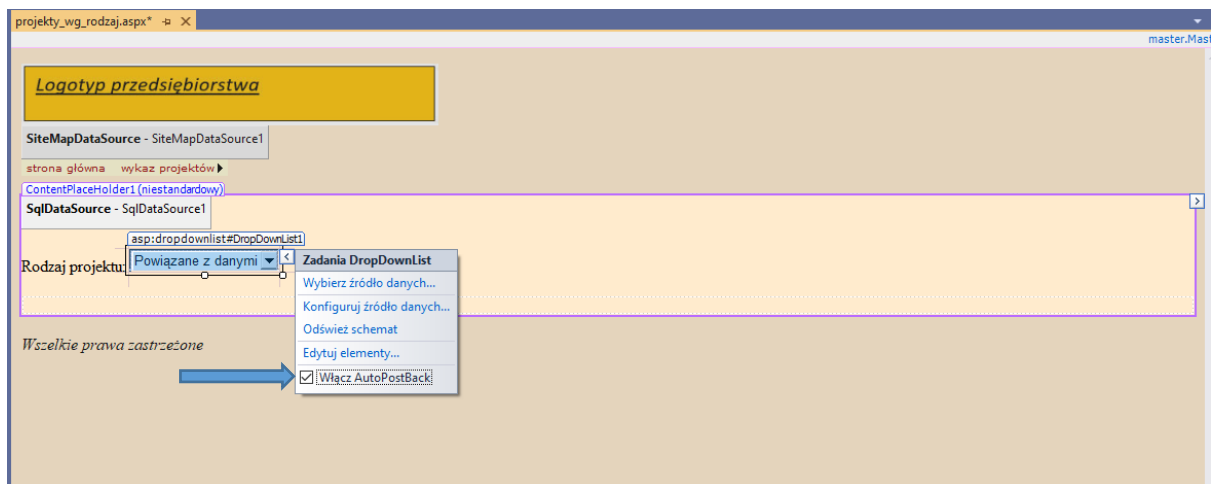 projekty_wg_rodzaj.aspx*
master.Mast
Logotyp przedsiębiorstwa
SiteMapDataSource - SiteMapDataSource1
strona główna wykaz projektów
ContentPlaceHolder1 (niestandardowy)
SqlDataSource - SqlDataSource1
asp:dropdownlist#DropDownList1
Rodzaj projektu: Powiązane z danymi
Zadania DropDownList
Wybierz źródło danych...
Konfiguruj źródło danych...
Odśwież schemat
Edytuj elementy...
Włącz AutoPostBack
Wszelkie prawa zastrzeżone